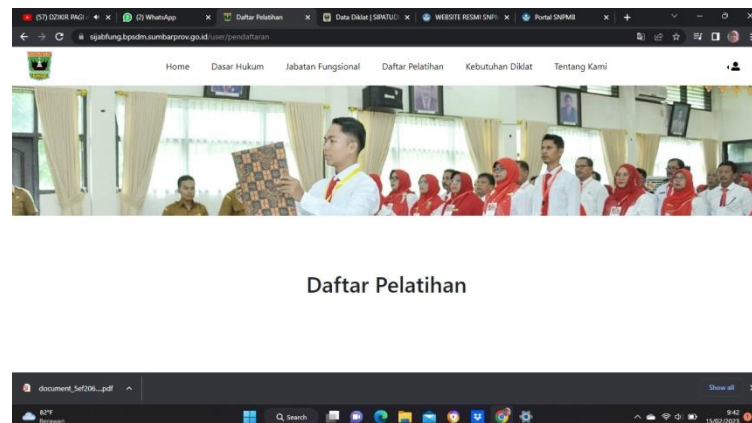 (57) DZIKIR PAGI
(2) WhatsApp
Daftar Pelatihan
Data Diklat | SIPATUD
WEBSITE RESMI SNP
Portal SNPMB
sijabfung.bpsdm.sumbarprov.go.id/user/pendaftaran
Home Dasar Hukum Jabatan Fungsional Daftar Pelatihan Kebutuhan Diklat Tentang Kami
Daftar Pelatihan
document_5ef206....pdf
Show all
82°F
Berawan
Search
9:42
15/02/2023